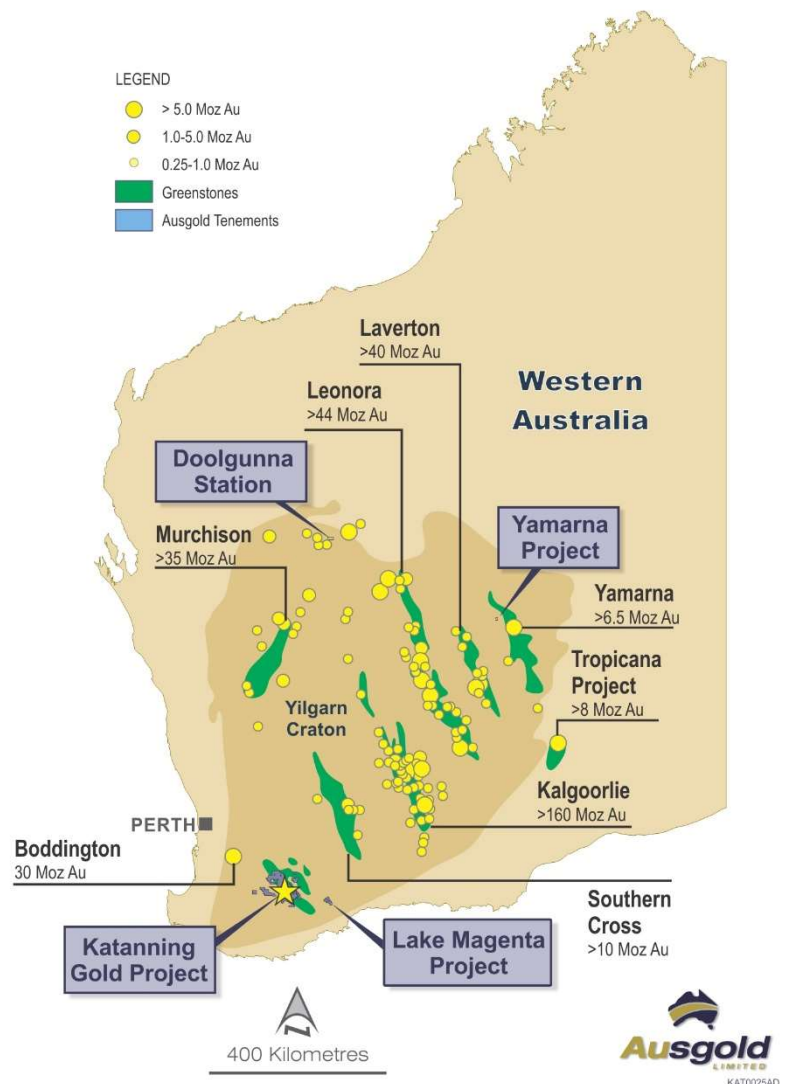 LEGEND
> 5.0 Moz Au
1.0-5.0 Moz Au
0.25-1.0 Moz Au
Greenstones
Ausgold Tenements
Laverton
>40 Moz Au
Western
Australia
Leonora
>44 Moz Au
Doolgunna
Station
Yamarna
Project
Murchison
>35 Moz Au
Yamarna
>6.5 Moz Au
Tropicana
Project
>8 Moz Au
Yilgarn
Craton
Kalgoorlie
>160 Moz Au
PERTH
Boddington
30 Moz Au
Southern
Cross
>10 Moz Au
Katanning
Gold Project
Lake Magenta
Project
N
400 Kilometres
Ausgold
LIMITED
KAT0025AD